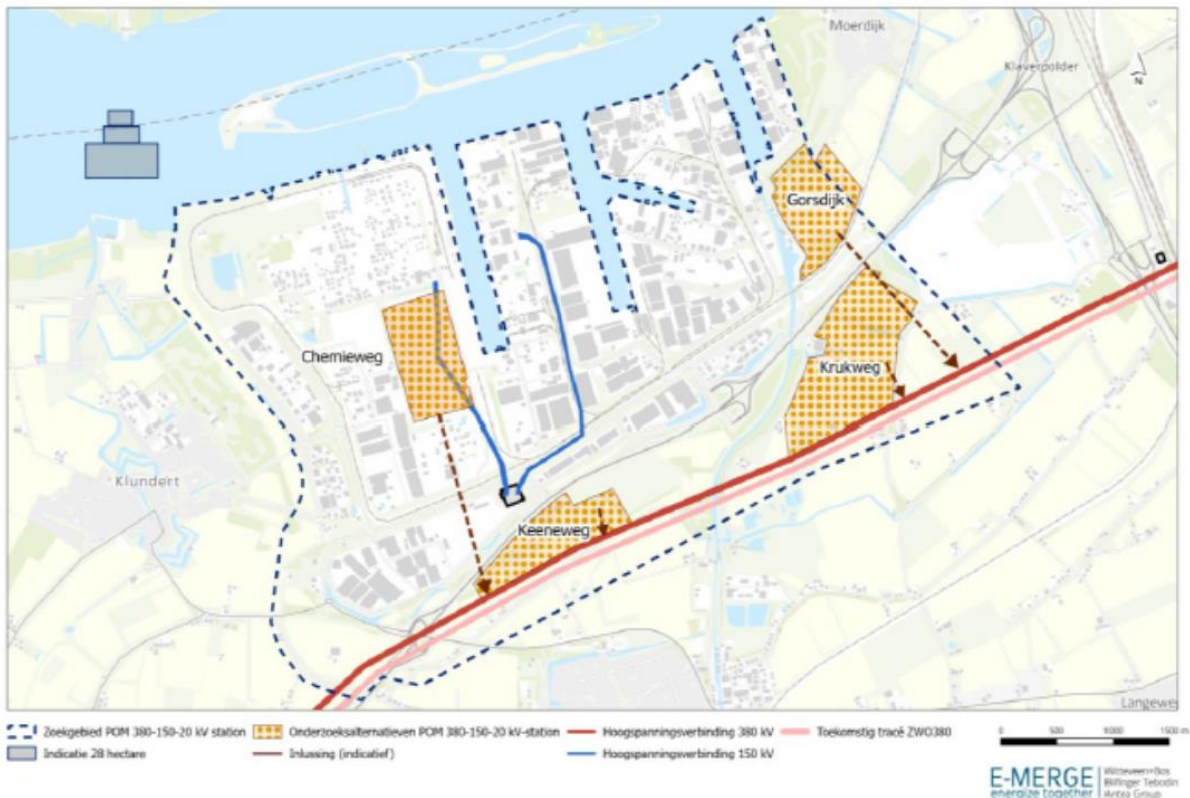 Moerdijk
Klaverpolder
N
Gorsdijk
Chemieweg
Krukweg
Klundert
Keeneweg
Langeweg
Zoekgebied POM 380-150-20 kV station
Onderzoeksalternatieven POM 380-150-20 kV-station
Hoogspanningsverbinding 380 kV
Toekomstig tracé ZWO380
Indicatie 28 hectare
Inlussing (indicatief)
Hoogspanningsverbinding 150 kV
0 500 1000 1500 m
E-MERGE
energize together
Witteveen+Bos
Bilfinger Tebodin
Antea Group